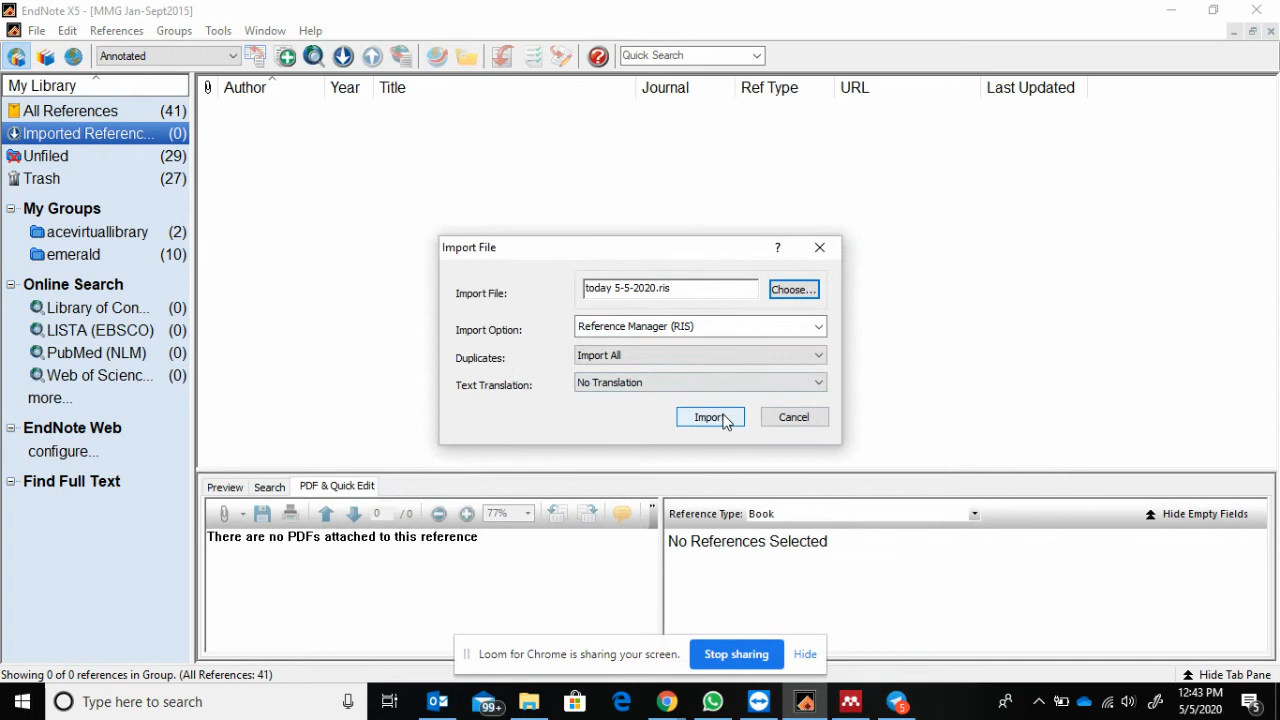 EndNote X5 - [MMG Jan-Sept2015]
File Edit References Groups Tools Window Help
Annotated
Quick Search
My Library
Author Year Title Journal Ref Type URL Last Updated
All References (41)
Imported Referenc... (0)
Unfiled (29)
Trash (27)
My Groups
acevirtuallibrary (2)
emerald (10)
Online Search
Library of Con... (0)
LISTA (EBSCO) (0)
PubMed (NLM) (0)
Web of Scienc... (0)
more...
EndNote Web
configure...
Find Full Text
Import File
?
Import File: today 5-5-2020.ris Choose...
Import Option: Reference Manager (RIS)
Duplicates: Import All
Text Translation: No Translation
Import Cancel
Preview Search PDF & Quick Edit
0 / 0 77% »
There are no PDFs attached to this reference
Reference Type: Book Hide Empty Fields
No References Selected
Loom for Chrome is sharing your screen. Stop sharing Hide
Showing 0 of 0 references in Group. (All References: 41) Hide Tab Pane
Type here to search
99+
5
12:43 PM
5/5/2020
5